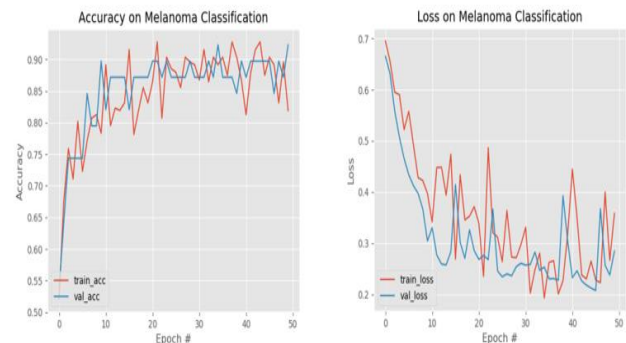 Accuracy on Melanoma Classification
0.90
0.85
0.80
0.75
0.70
0.65
0.60
0.55
0.50
Accuracy
train_acc
val_acc
0 10 20 30 40 50
Epoch #
Loss on Melanoma Classification
0.7
0.6
0.5
0.4
0.3
0.2
Loss
train_loss
val_loss
0 10 20 30 40 50
Epoch #